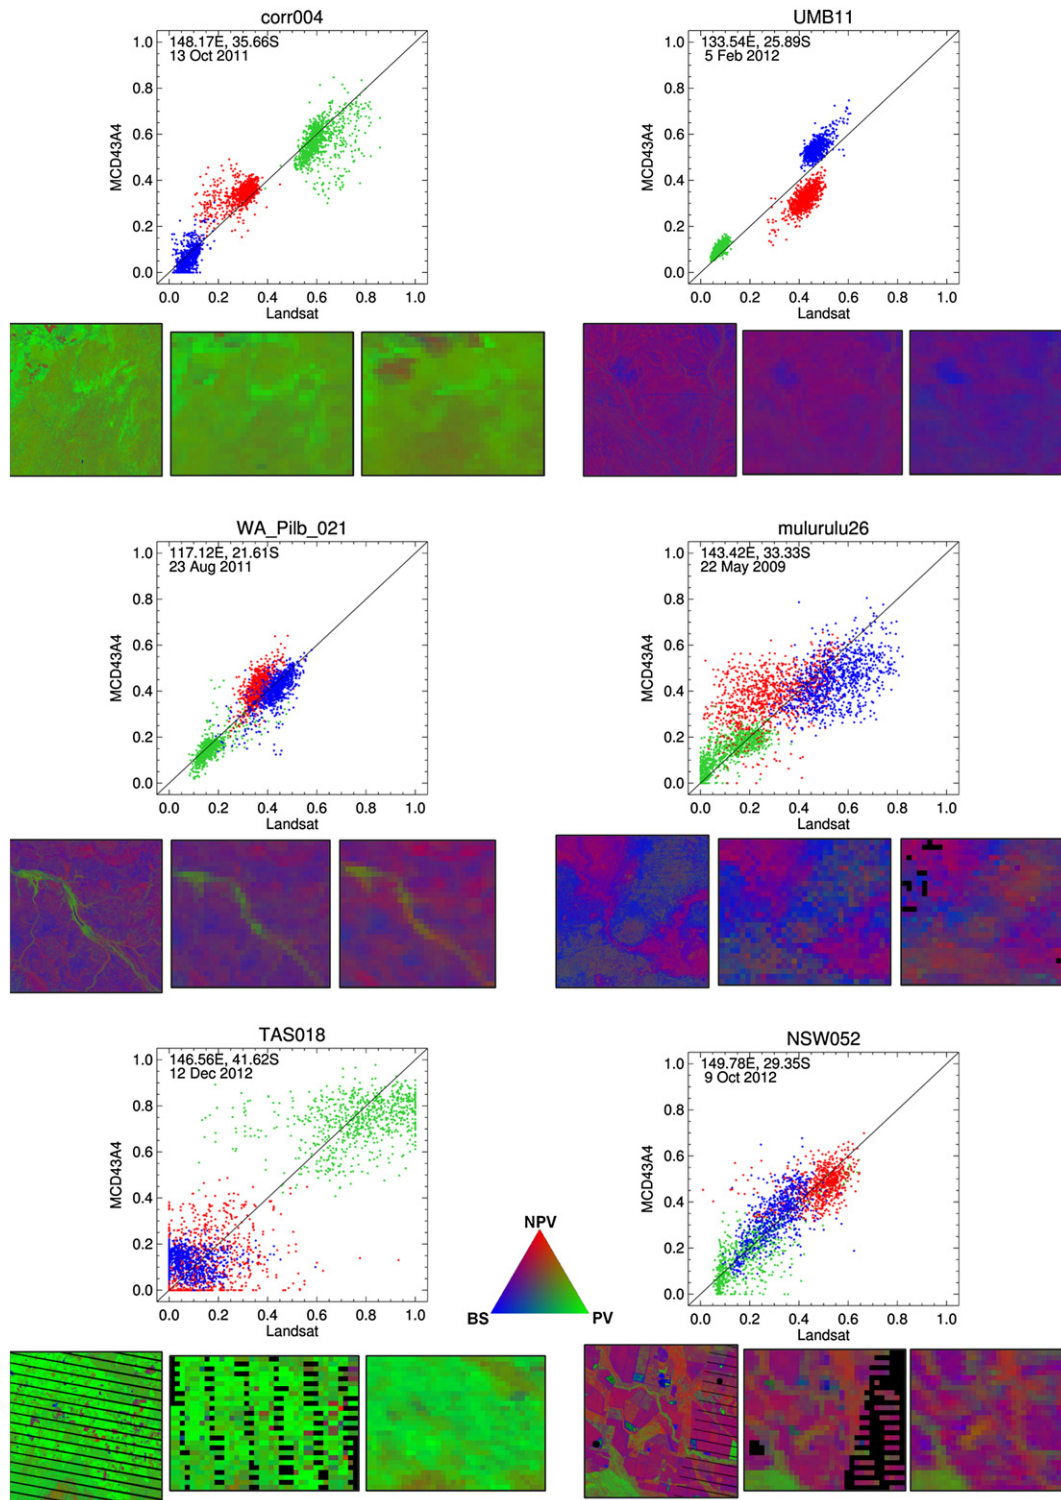 corr004
148.17E, 35.66S
13 Oct 2011
1.0
0.8
0.6
0.4
0.2
0.0
MCD43A4
0.0 0.2 0.4 0.6 0.8 1.0
Landsat
UMB11
133.54E, 25.89S
5 Feb 2012
1.0
0.8
0.6
0.4
0.2
0.0
MCD43A4
0.0 0.2 0.4 0.6 0.8 1.0
Landsat
WA_Pilb_021
117.12E, 21.61S
23 Aug 2011
1.0
0.8
0.6
0.4
0.2
0.0
MCD43A4
0.0 0.2 0.4 0.6 0.8 1.0
Landsat
mulurulu26
143.42E, 33.33S
22 May 2009
1.0
0.8
0.6
0.4
0.2
0.0
MCD43A4
0.0 0.2 0.4 0.6 0.8 1.0
Landsat
TAS018
146.56E, 41.62S
12 Dec 2012
1.0
0.8
0.6
0.4
0.2
0.0
MCD43A4
0.0 0.2 0.4 0.6 0.8 1.0
Landsat
NPV
BS PV
NSW052
149.78E, 29.35S
9 Oct 2012
1.0
0.8
0.6
0.4
0.2
0.0
MCD43A4
0.0 0.2 0.4 0.6 0.8 1.0
Landsat